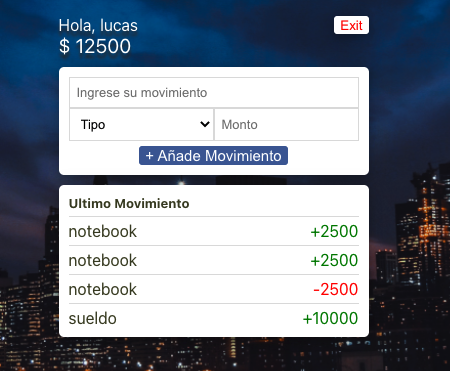 Hola, lucas
Exit
$ 12500
Ingrese su movimiento
Tipo
Monto
+ Añade Movimiento
Ultimo Movimiento
notebook +2500
notebook +2500
notebook -2500
sueldo +10000